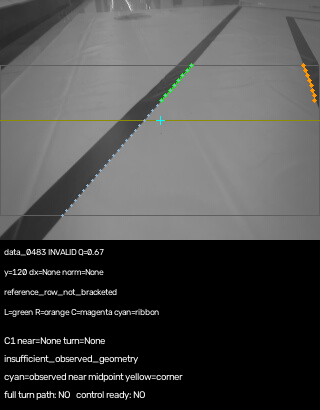 data_0483 INVALID Q=0.67
y=120 dx=None norm=None
reference_row_not_bracketed
L=green R=orange C=magenta cyan=ribbon
C1 near=None turn=None
insufficient_observed_geometry
cyan=observed near midpoint yellow=corner
full turn path: NO control ready: NO